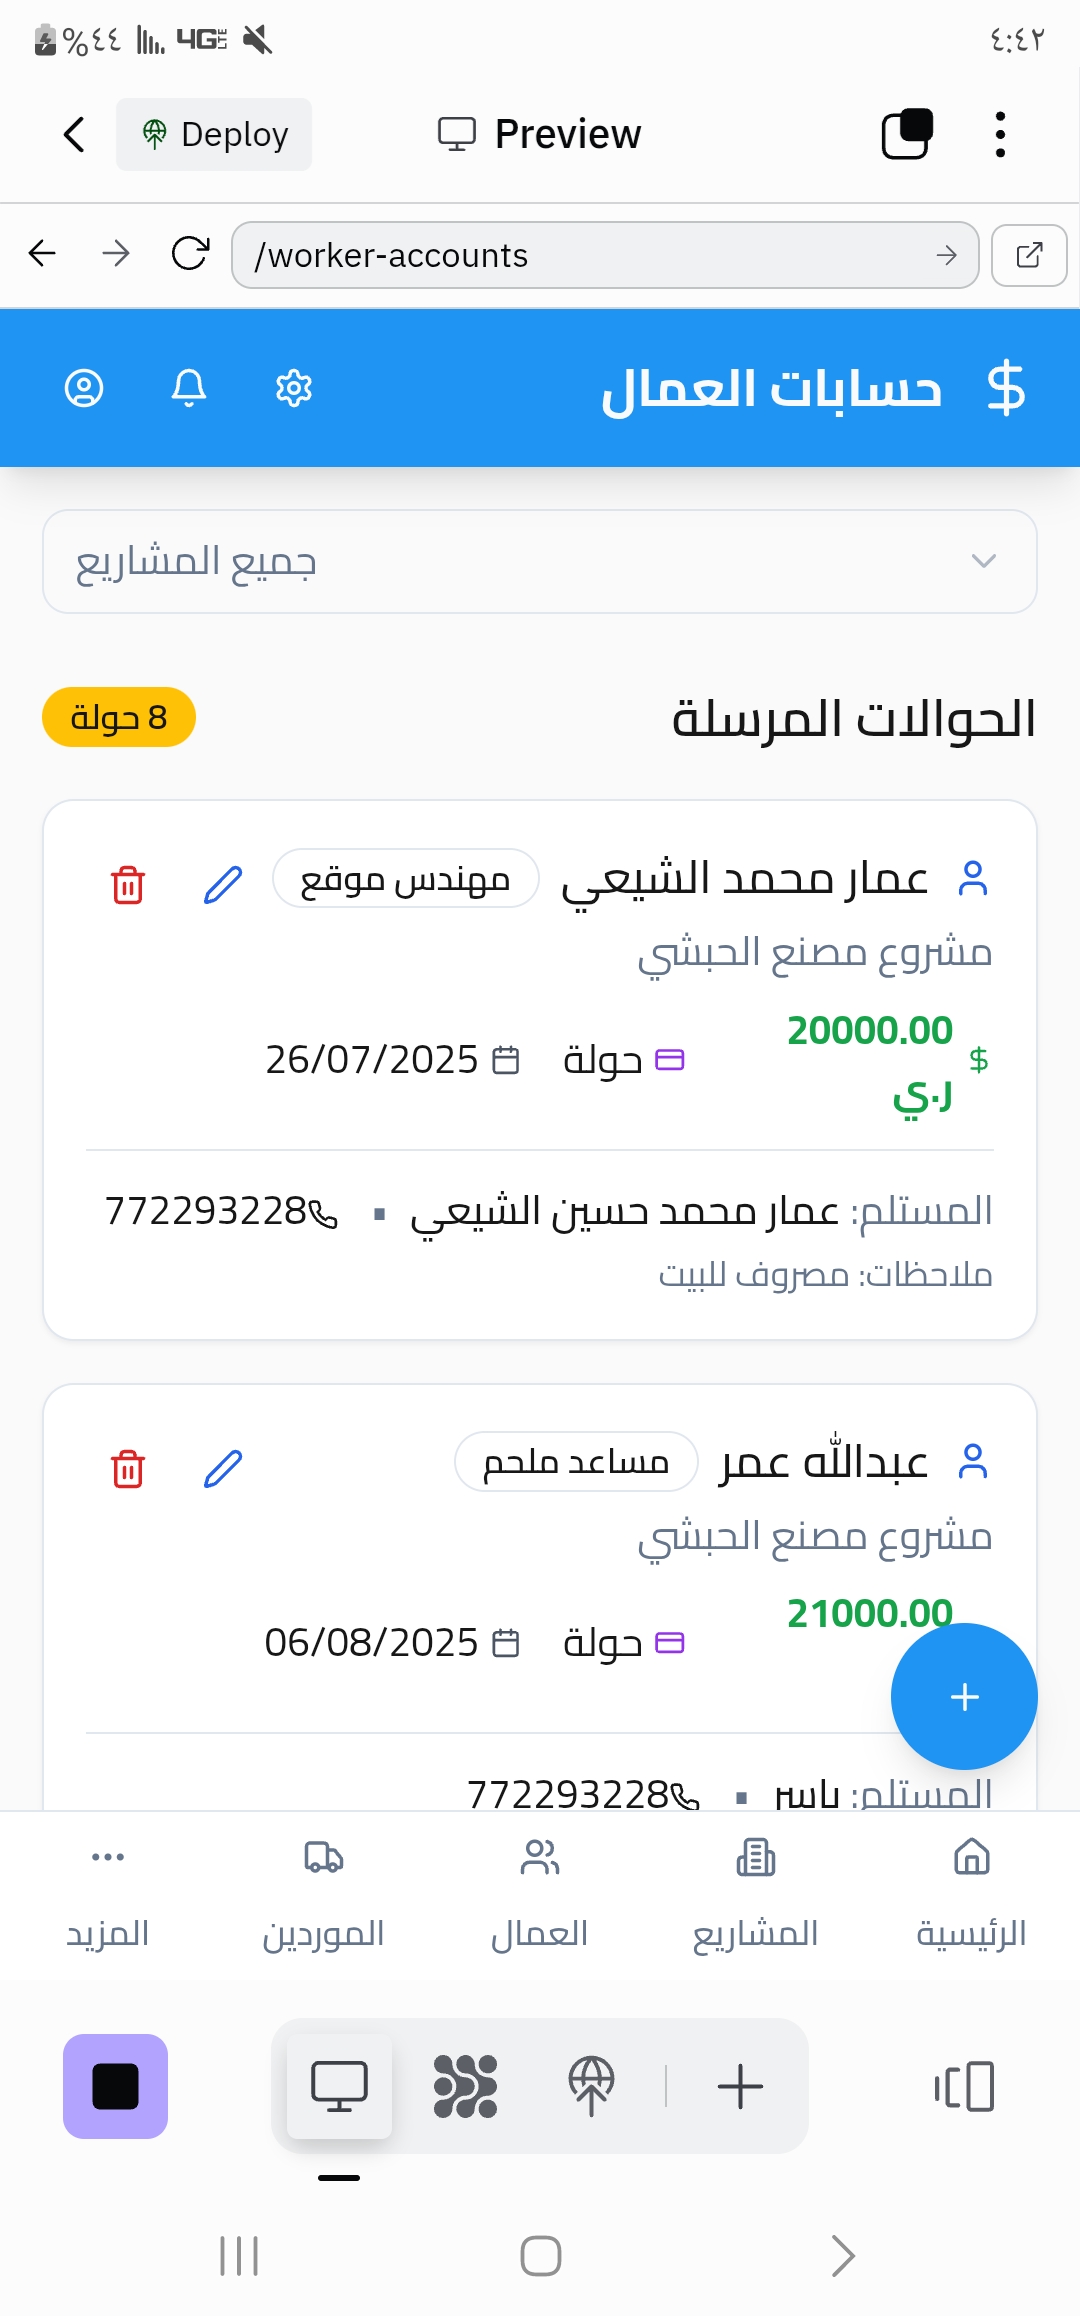 ٤:٤٢
4G LTE
%٤٤
Deploy
Preview
/worker-accounts
حسابات العمال
جميع المشاريع
الحوالات المرسلة
8 حولة
عمار محمد الشيعي
مهندس موقع
مشروع مصنع الحبشي
20000.00
ر.ي
حولة
26/07/2025
المستلم: عمار محمد حسين الشيعي ▪ 772293228
ملاحظات: مصروف للبيت
عبدالله عمر
مساعد ملحم
مشروع مصنع الحبشي
21000.00
حولة
06/08/2025
المستلم: ياسر ▪ 772293228
الرئيسية
المشاريع
العمال
الموردين
المزيد